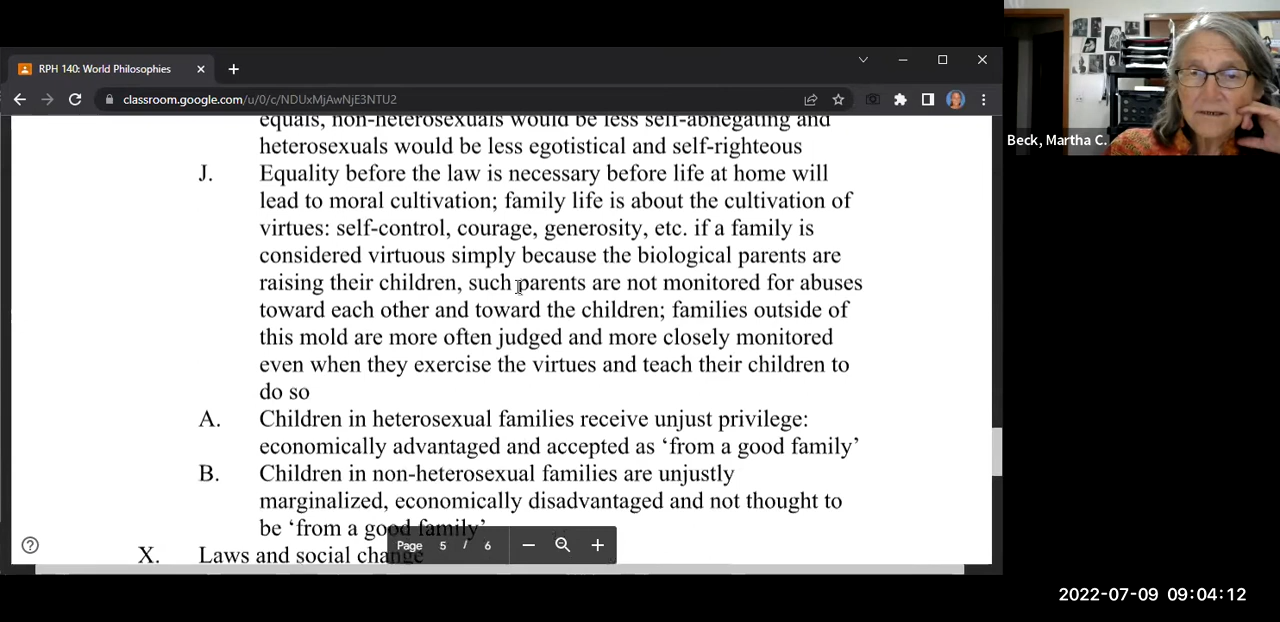 RPH 140: World Philosophies
classroom.google.com/u/0/c/NDUxMjAwNjE3NTU2
Beck, Martha C.
equals, non-heterosexuals would be less self-abnegating and
heterosexuals would be less egotistical and self-righteous
J. Equality before the law is necessary before life at home will
lead to moral cultivation; family life is about the cultivation of
virtues: self-control, courage, generosity, etc. if a family is
considered virtuous simply because the biological parents are
raising their children, such parents are not monitored for abuses
toward each other and toward the children; families outside of
this mold are more often judged and more closely monitored
even when they exercise the virtues and teach their children to
do so
A. Children in heterosexual families receive unjust privilege:
economically advantaged and accepted as ‘from a good family’
B. Children in non-heterosexual families are unjustly
marginalized, economically disadvantaged and not thought to
be ‘from a good family’
Page 5 / 6
X. Laws and social change
2022-07-09 09:04:12